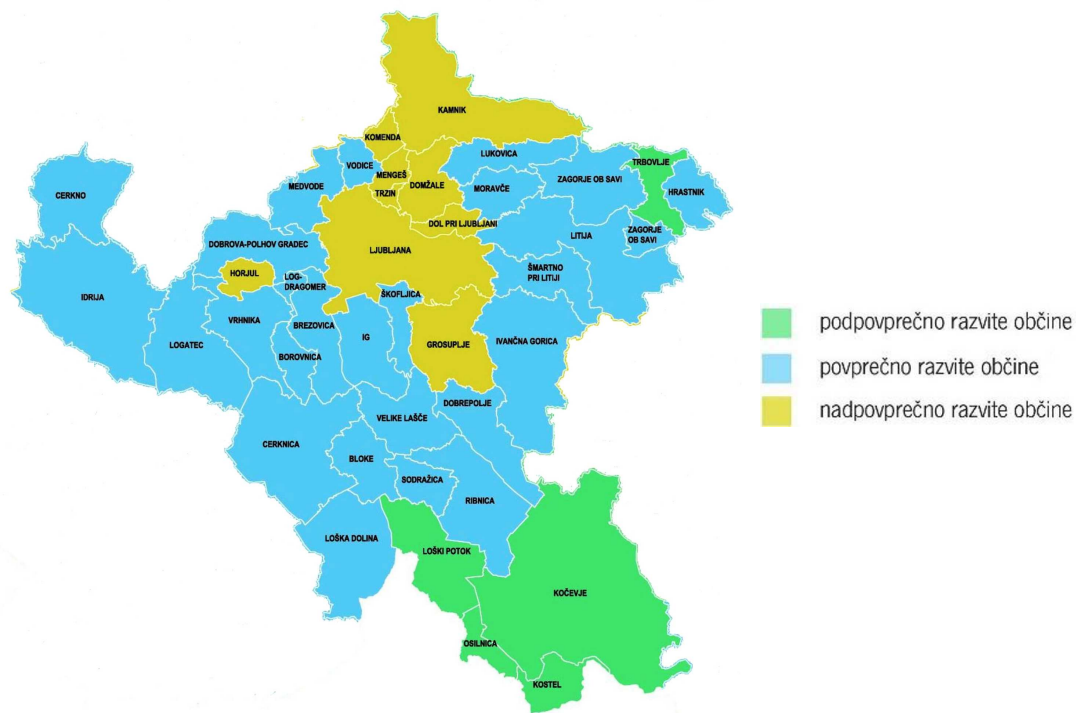 KAMNIK
KOMENDA
LUKOVICA
TRBOVLJE
VODICE
MENGEŠ
DOMŽALE
ZAGORJE OB SAVI
MEDVODE
MORAVČE
HRASTNIK
TRZIN
CERKNO
DOL PRI LJUBLJANI
LITIJA
ZAGORJE
OB SAVI
DOBROVA-POLHOV GRADEC
LJUBLJANA
HORJUL
LOG-
DRAGOMER
ŠMARTNO
PRI LITIJI
IDRIJA
ŠKOFLJICA
VRHNIKA
BREZOVICA
podpovprečno razvite občine
IG
IVANČNA GORICA
LOGATEC
GROSUPLJE
BOROVNICA
povprečno razvite občine
DOBREPOLJE
nadpovprečno razvite občine
VELIKE LAŠČE
CERKNICA
BLOKE
SODRAŽICA
RIBNICA
LOŠKA DOLINA
LOŠKI POTOK
KOČEVJE
OSILNICA
KOSTEL